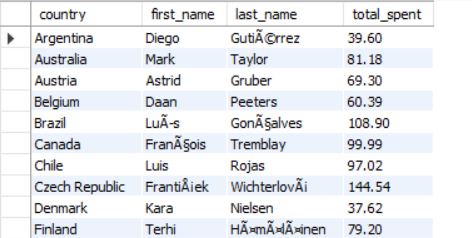 country first_name last_name total_spent
Argentina Diego GutiÃ©rrez 39.60
Australia Mark Taylor 81.18
Austria Astrid Gruber 69.30
Belgium Daan Peeters 60.39
Brazil LuÃ-s GonÃ§alves 108.90
Canada FranÃ§ois Tremblay 99.99
Chile Luis Rojas 97.02
Czech Republic FrantiÅ¡ek WichterlovÃ¡ 144.54
Denmark Kara Nielsen 37.62
Finland Terhi HÃ¤mÃ¤lÃ¤inen 79.20